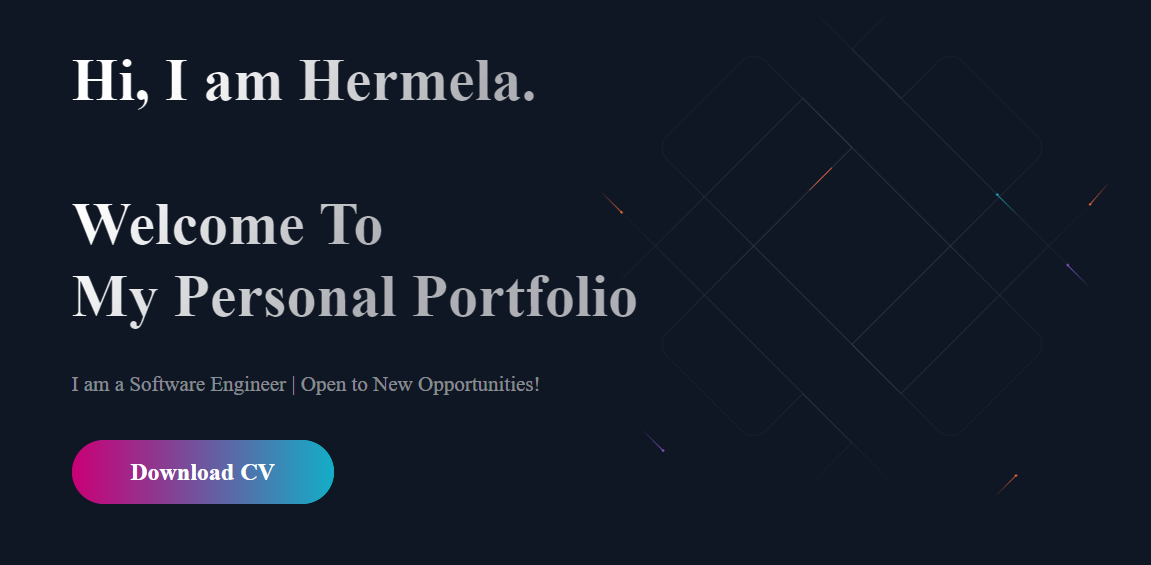 Hi, I am Hermela.
Welcome To
My Personal Portfolio
I am a Software Engineer | Open to New Opportunities!
Download CV